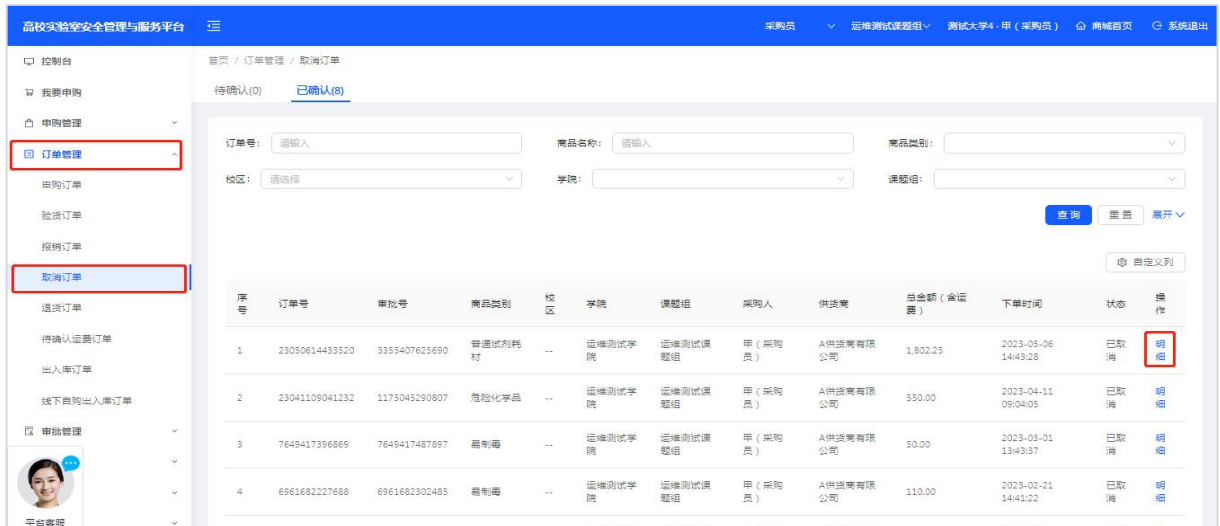 高校实验室安全管理与服务平台 采购员 运维测试课题组 测试大学4 - 甲（采购员） 商城首页 系统退出
控制台
首页 / 订单管理 / 取消订单
我要申购
待确认(0) 已确认(8)
申购管理
订单管理
订单号: 请输入 商品名称: 请输入 商品类别:
申购订单
校区: 请选择 学院: 课题组:
验货订单
查询 重置 展开
报销订单
取消订单
自定义列
退货订单
待确认运费订单
出入库订单
线下自购出入库订单
审批管理
平台客服
序号 订单号 审批号 商品类别 校区 学院 课题组 采购人 供货商 总金额（含运费） 下单时间 状态 操作
1 23050614433520 3355407625690 普通试剂耗材 -- 运维测试学院 运维测试课题组 甲（采购员） A供货商有限公司 1,802.25 2023-05-06 14:43:28 已取消 明细
2 23041109041232 1175045290807 危险化学品 -- 运维测试学院 运维测试课题组 甲（采购员） A供货商有限公司 550.00 2023-04-11 09:04:05 已取消 明细
3 7649417396869 7649417487897 易制毒 -- 运维测试学院 运维测试课题组 甲（采购员） A供货商有限公司 50.00 2023-03-01 13:43:37 已取消 明细
4 6961682227688 6961682302485 易制毒 -- 运维测试学院 运维测试课题组 甲（采购员） A供货商有限公司 110.00 2023-02-21 14:41:22 已取消 明细